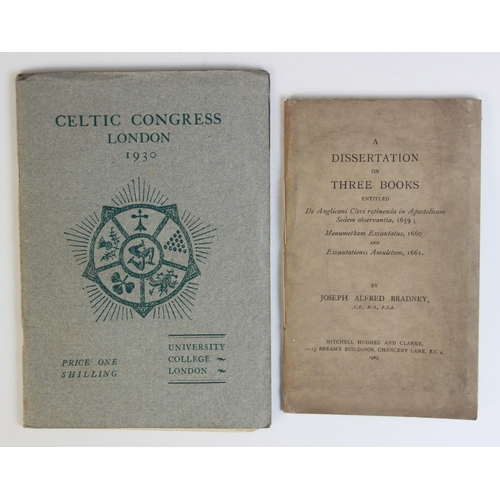 CELTIC CONGRESS
LONDON
1930
PRICE ONE
SHILLING
UNIVERSITY
COLLEGE ~
LONDON ~
A
DISSERTATION
ON
THREE BOOKS
ENTITLED
De Anglicani Cleri retinenda in Apostolicam
Sedem observantia, 1659;
Monumetham Excantatus, 1660
AND
Excantationis Amuletum, 1661.
BY
JOSEPH ALFRED BRADNEY,
C.B., M.A., F.S.A.
MITCHELL HUGHES AND CLARKE,
BREAM'S BUILDINGS, CHANCERY LANE, E.C. 4